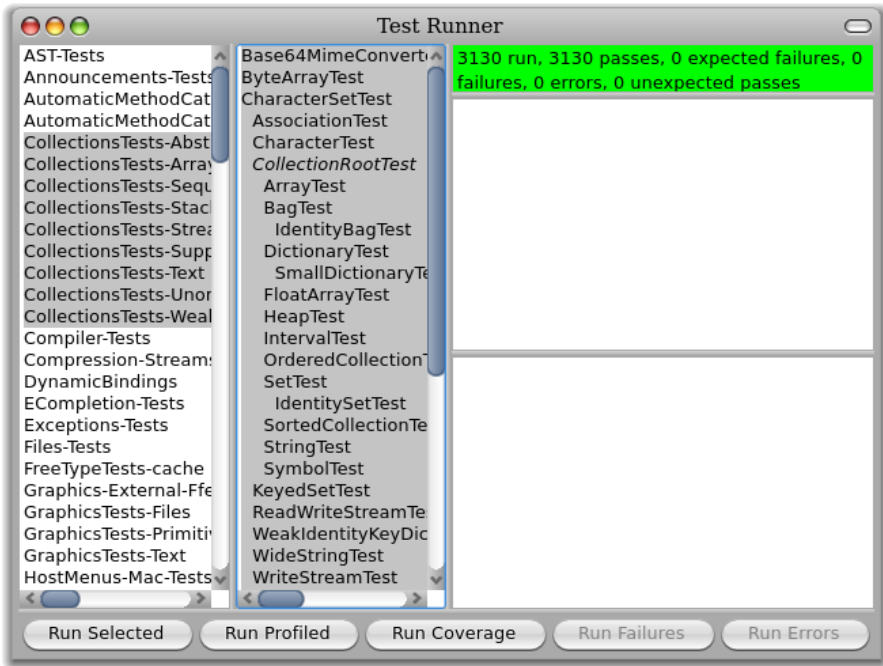 Test Runner
AST-Tests
Announcements-Tests
AutomaticMethodCat
AutomaticMethodCat
CollectionsTests-Abst
CollectionsTests-Array
CollectionsTests-Sequ
CollectionsTests-Stac
CollectionsTests-Strea
CollectionsTests-Supp
CollectionsTests-Text
CollectionsTests-Unor
CollectionsTests-Weal
Compiler-Tests
Compression-Streams
DynamicBindings
ECompletion-Tests
Exceptions-Tests
Files-Tests
FreeTypeTests-cache
Graphics-External-Ffe
GraphicsTests-Files
GraphicsTests-Primitiv
GraphicsTests-Text
HostMenus-Mac-Tests
Base64MimeConverte
ByteArrayTest
CharacterSetTest
AssociationTest
CharacterTest
CollectionRootTest
ArrayTest
BagTest
IdentityBagTest
DictionaryTest
SmallDictionaryTe
FloatArrayTest
HeapTest
IntervalTest
OrderedCollectionT
SetTest
IdentitySetTest
SortedCollectionTe
StringTest
SymbolTest
KeyedSetTest
ReadWriteStreamTe
WeakIdentityKeyDic
WideStringTest
WriteStreamTest
3130 run, 3130 passes, 0 expected failures, 0
failures, 0 errors, 0 unexpected passes
Run Selected
Run Profiled
Run Coverage
Run Failures
Run Errors